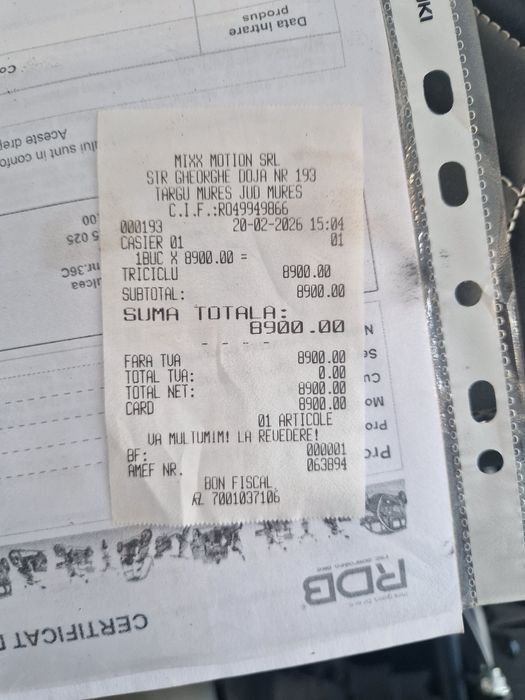 MIXX MOTION SRL
STR GHEORGHE DOJA NR 193
TARGU MURES JUD MURES
C.I.F.:RO49949866
000193 20-02-2026 15:04
CASIER 01 01
1BUC X 8900.00 =
TRICICLU 8900.00
SUBTOTAL: 8900.00
SUMA TOTALA:
8900.00
- - - -
FARA TVA 8900.00
TOTAL TVA: 0.00
TOTAL NET: 8900.00
CARD 8900.00
01 ARTICOLE
VA MULTUMIM! LA REVEDERE!
BF: 000001
AMEF NR. 063894
BON FISCAL
7001037106
Data intrare
produs
Aceste
RDB
CERTIFICAT